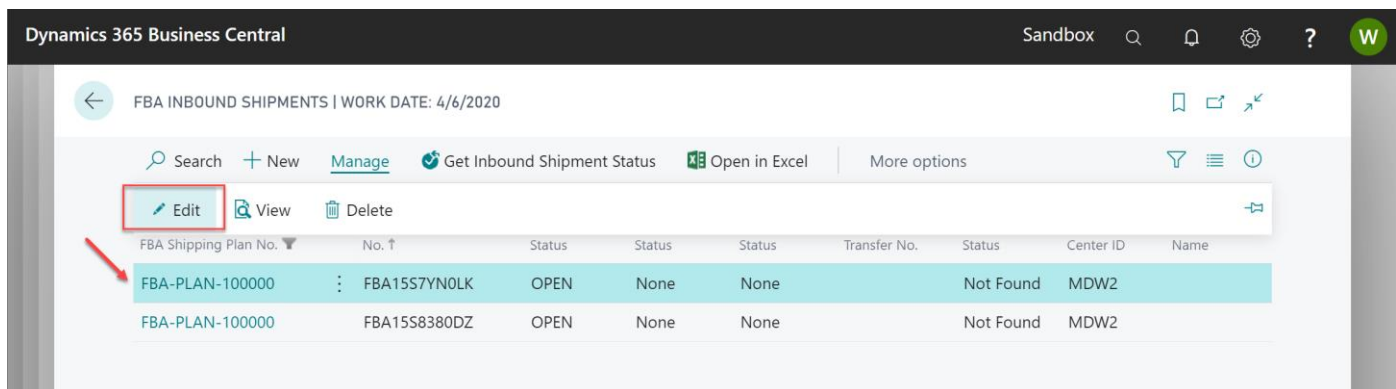 Dynamics 365 Business Central Sandbox ? W
FBA INBOUND SHIPMENTS | WORK DATE: 4/6/2020
Search New Manage Get Inbound Shipment Status Open in Excel More options
Edit View Delete
FBA Shipping Plan No. No. ↑ Status Status Status Transfer No. Status Center ID Name
FBA-PLAN-100000 FBA15S7YN0LK OPEN None None Not Found MDW2
FBA-PLAN-100000 FBA15S8380DZ OPEN None None Not Found MDW2